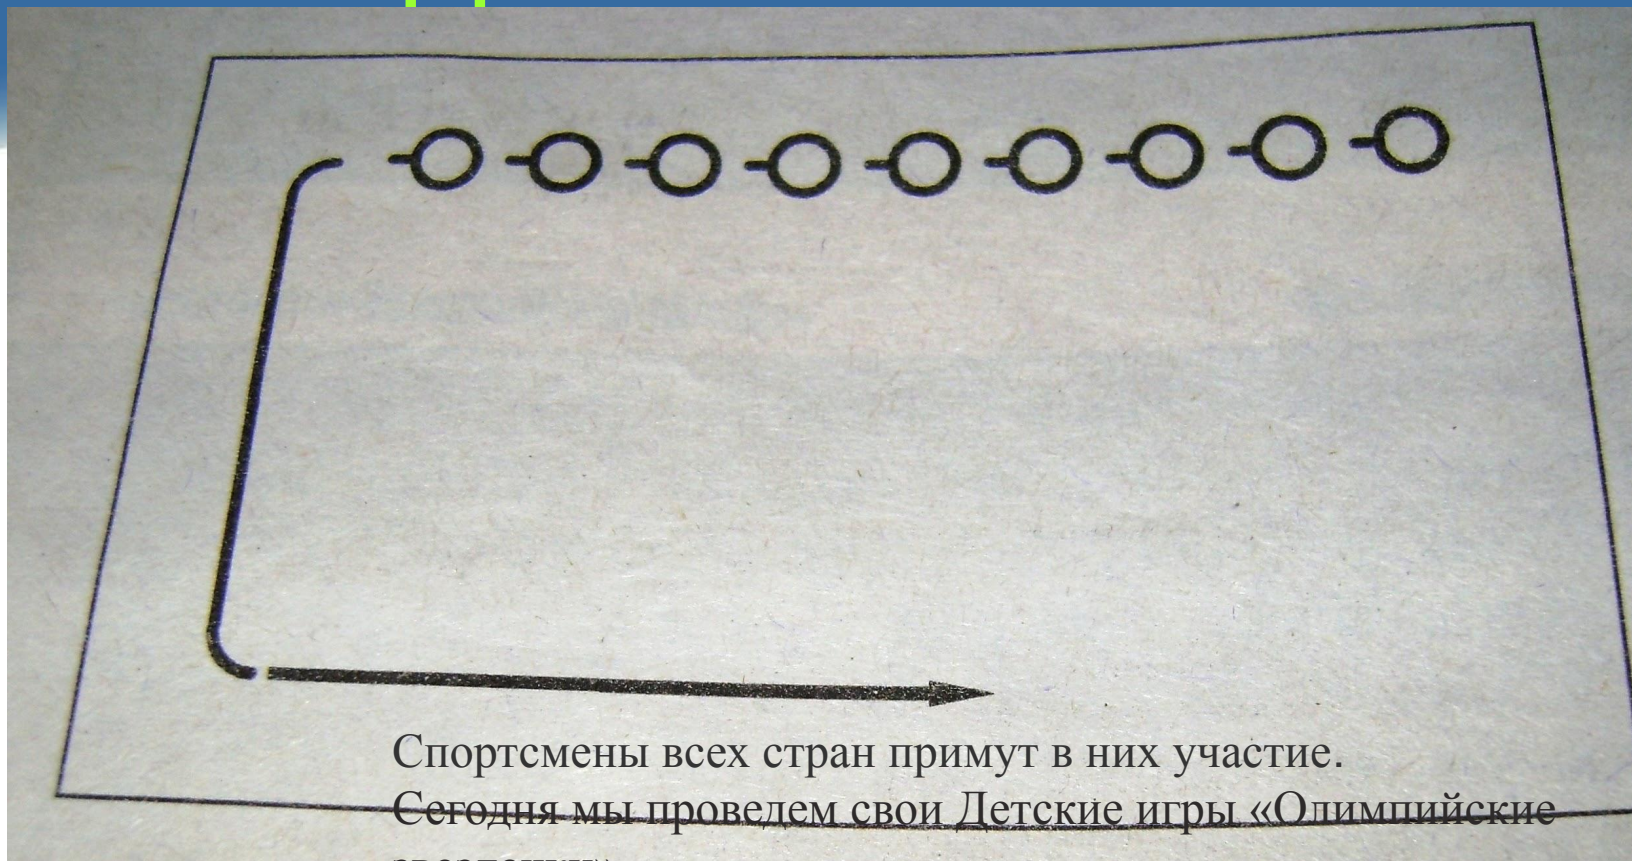 Спортсмены всех стран примут в них участие.
Сегодня мы проведем свои Детские игры «Олимпийские